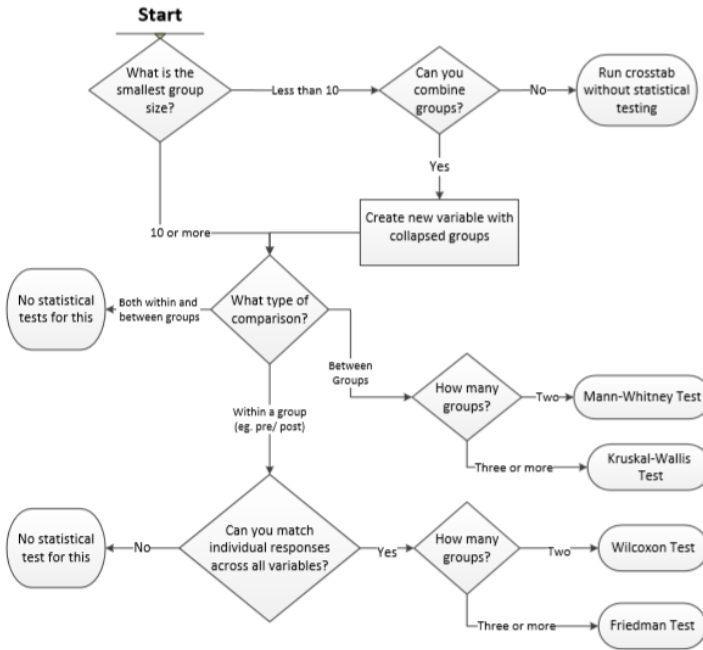 Start
What is the
smallest group
size?
Less than 10
Can you
combine
groups?
No
Run crosstab
without statistical
testing
Yes
Create new variable with
collapsed groups
10 or more
No statistical
tests for this
Both within and
between groups
What type of
comparison?
Between
Groups
How many
groups?
Two
Mann-Whitney Test
Three or more
Kruskal-Wallis
Test
Within a group
(eg. pre/ post)
No statistical
test for this
No
Can you match
individual responses
across all variables?
Yes
How many
groups?
Two
Wilcoxon Test
Three or more
Friedman Test